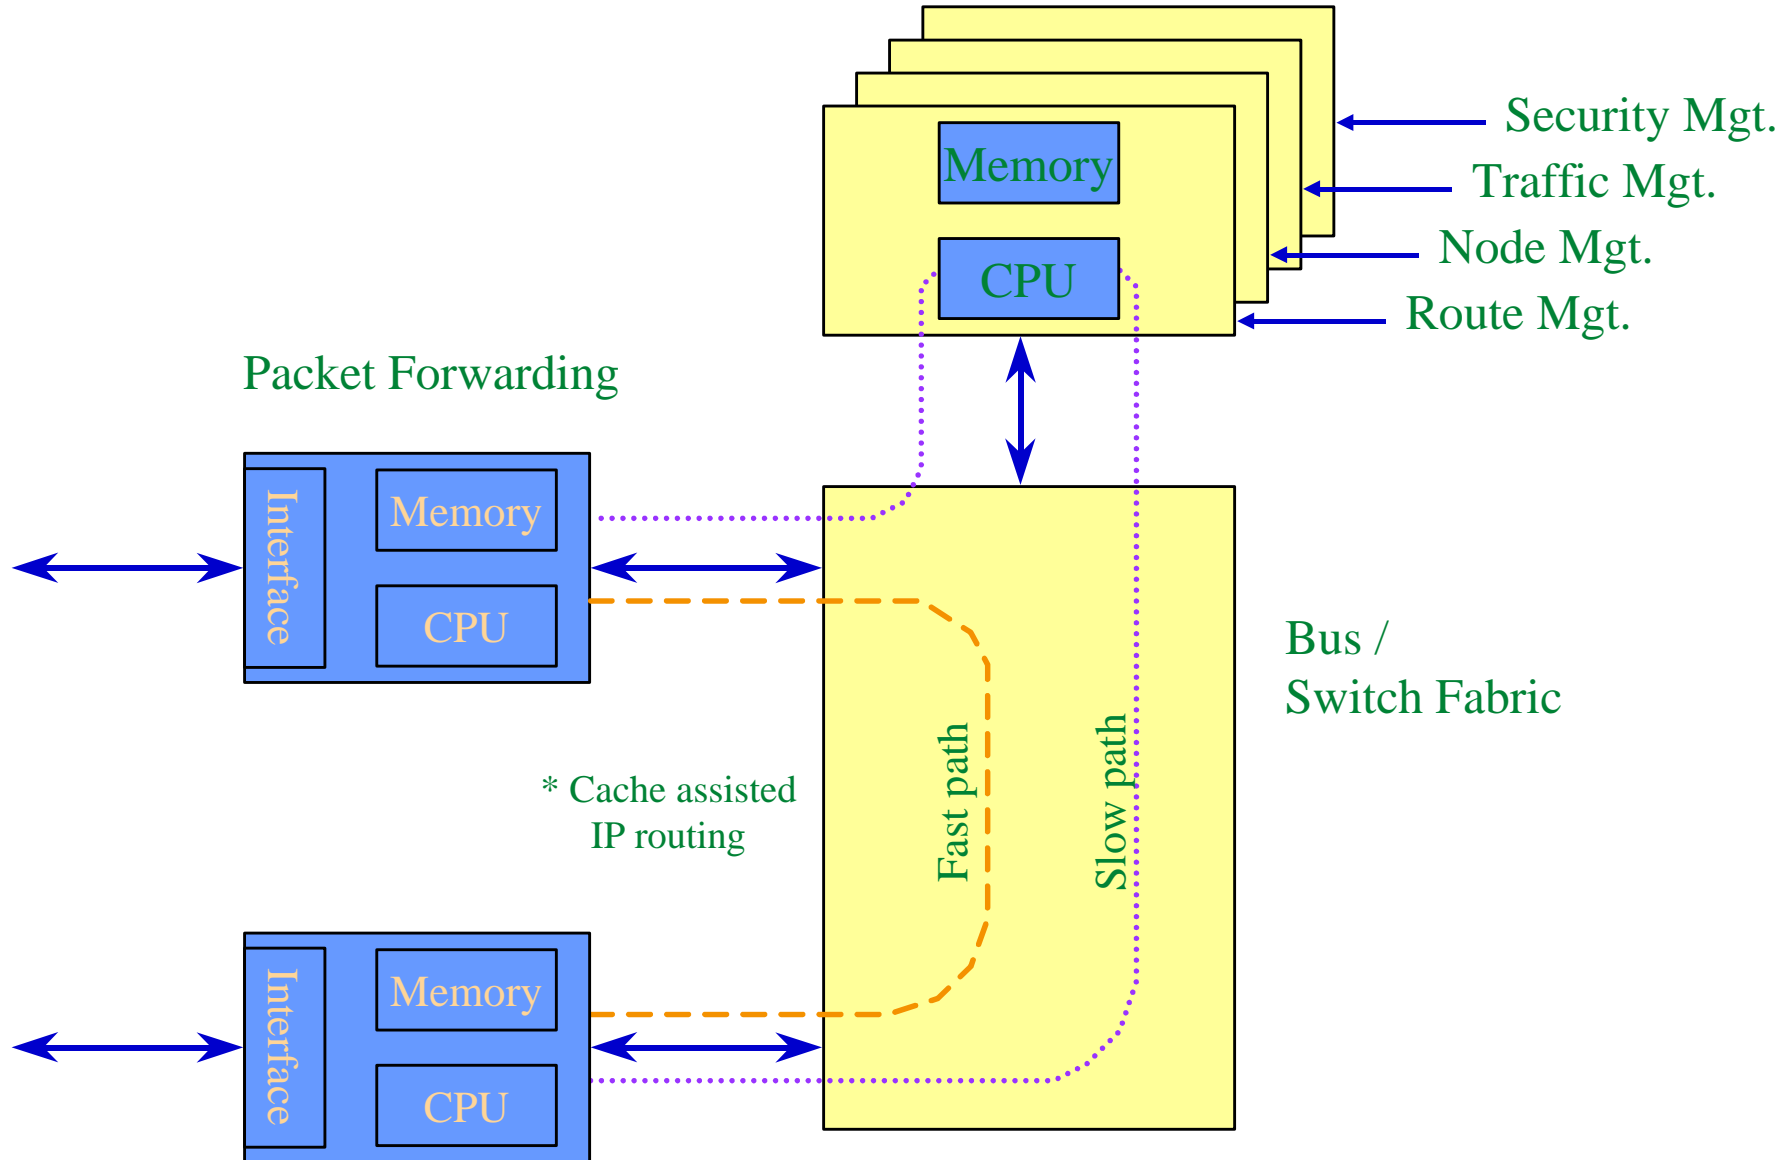 Security Mgt.
Memory
Traffic Mgt.
Node Mgt.
CPU
Route Mgt.
Packet Forwarding
Interface
Memory
CPU
Bus /
Switch Fabric
Fast path
Slow path
* Cache assisted
IP routing
Interface
Memory
CPU